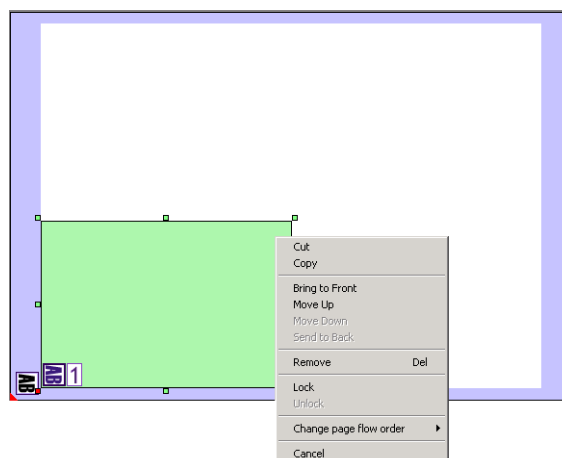 Cut
Copy
Bring to Front
Move Up
Move Down
Send to Back
Remove Del
Lock
Unlock
Change page flow order
Cancel
AB 1
AB